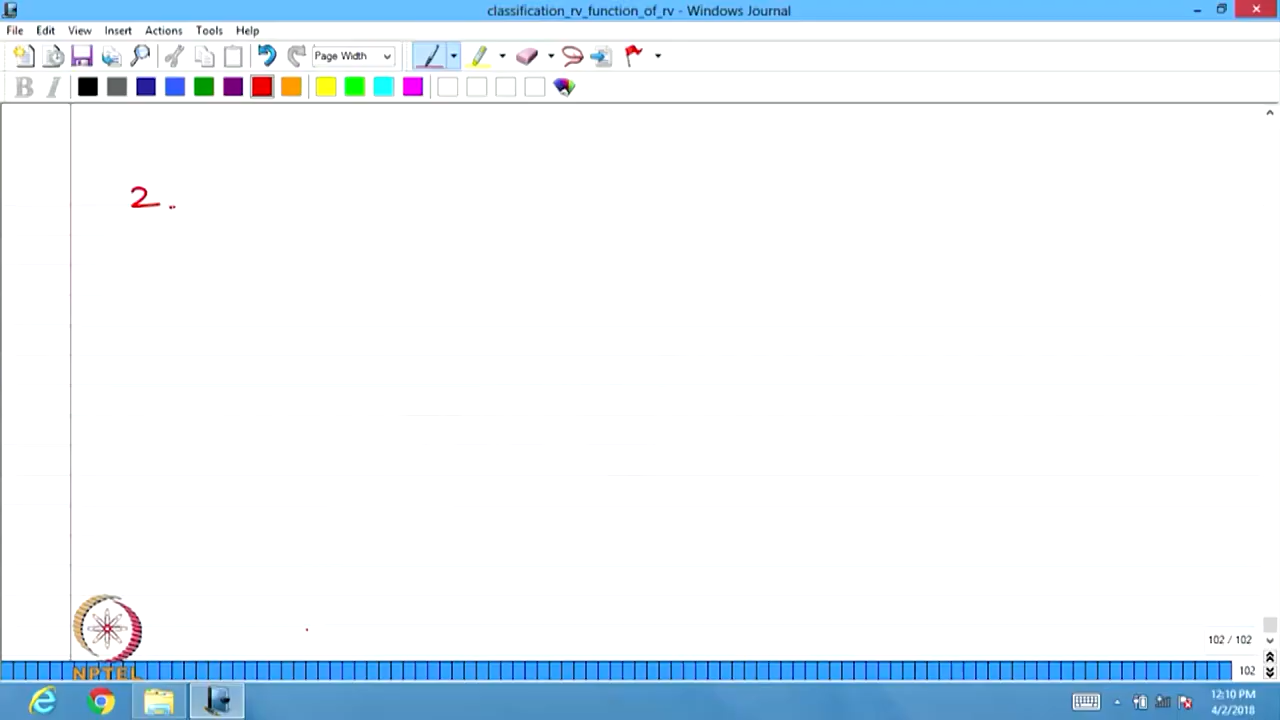 classification_rv_function_of_rv - Windows Journal
File Edit View Insert Actions Tools Help
Page Width
B I
2.
102 / 102
NPTEL
102
12:10 PM
4/2/2018